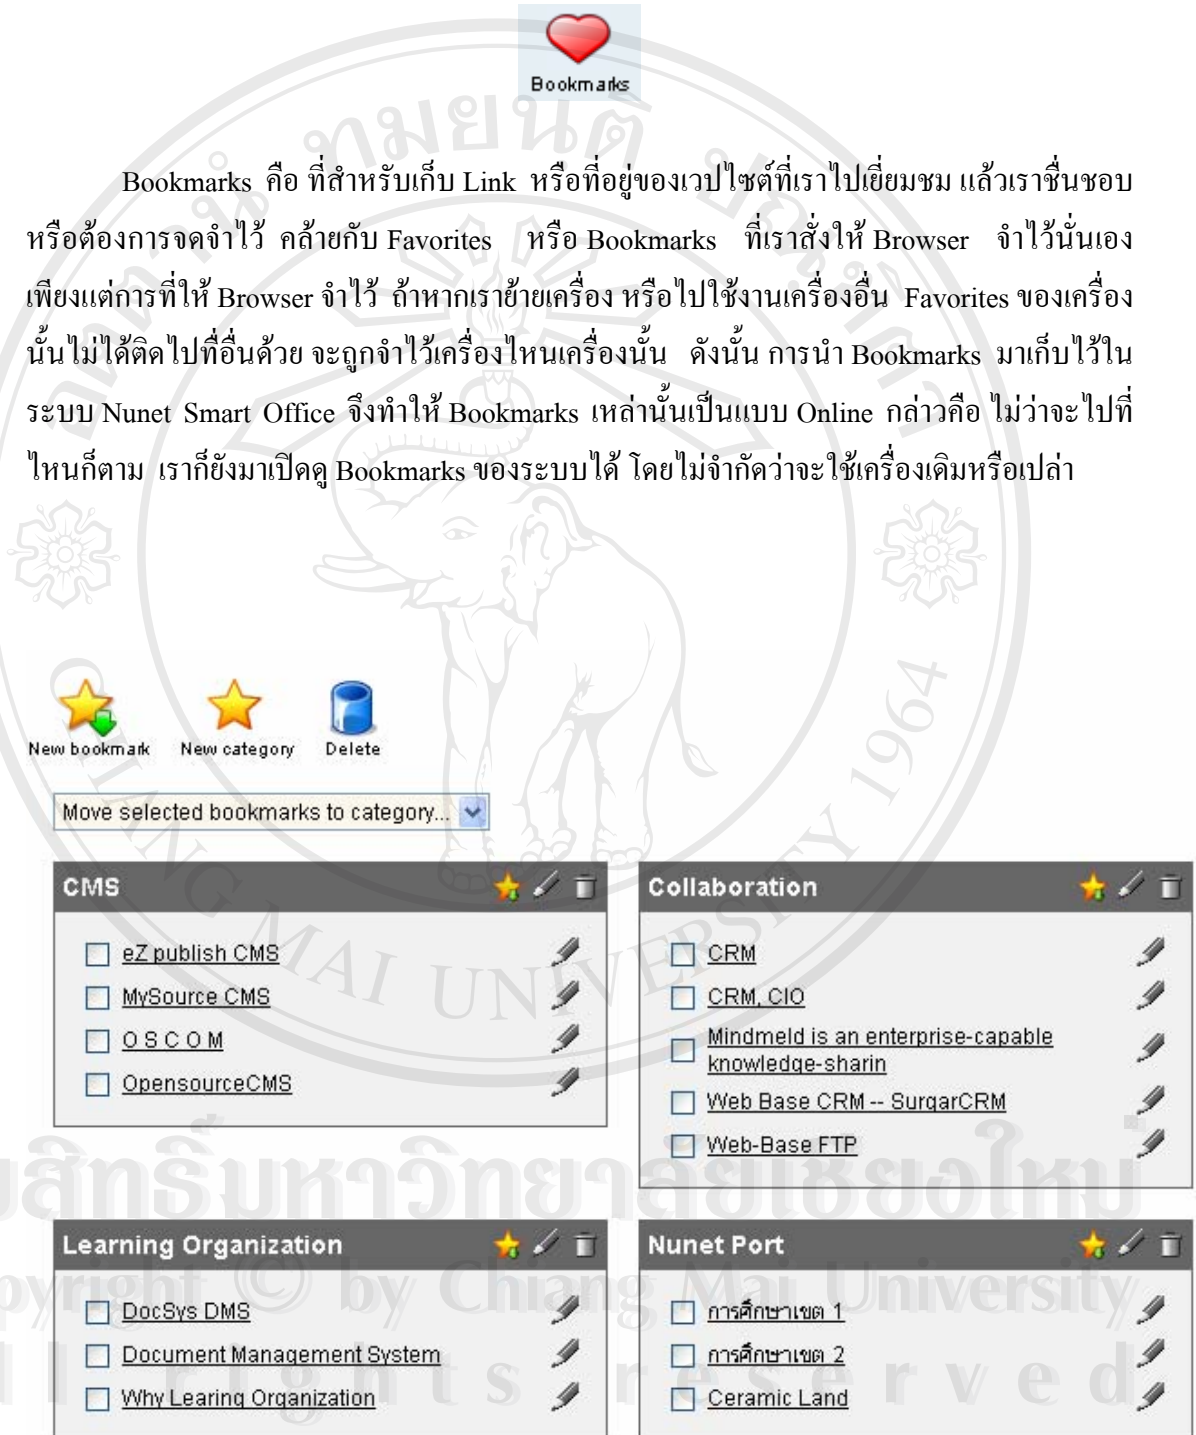 Bookmarks
Bookmarks คือ ที่สำหรับเก็บ Link หรือที่อยู่ของเวปไซต์ที่เราไปเยี่ยมชม แล้วเราชื่นชอบ
หรือต้องการจดจำไว้ คล้ายกับ Favorites หรือ Bookmarks ที่เราสั่งให้ Browser จำไว้นั่นเอง
เพียงแต่การที่ให้ Browser จำไว้ ถ้าหากเราย้ายเครื่อง หรือไปใช้งานเครื่องอื่น Favorites ของเครื่อง
นั้นไม่ได้ติดไปที่อื่นด้วย จะถูกจำไว้เครื่องไหนเครื่องนั้น ดังนั้น การนำ Bookmarks มาเก็บไว้ใน
ระบบ Nunet Smart Office จึงทำให้ Bookmarks เหล่านั้นเป็นแบบ Online กล่าวคือ ไม่ว่าจะไปที่
ไหนก็ตาม เราก็ยังมาเปิดดู Bookmarks ของระบบได้ โดยไม่จำกัดว่าจะใช้เครื่องเดิมหรือเปล่า
New bookmark New category Delete
Move selected bookmarks to category...
CMS
eZ publish CMS
MySource CMS
O S C O M
OpensourceCMS
Collaboration
CRM
CRM, CIO
Mindmeld is an enterprise-capable
knowledge-sharin
Web Base CRM -- SurgarCRM
Web-Base FTP
Learning Organization
DocSys DMS
Document Management System
Why Learing Organization
Nunet Port
การศึกษาเขต 1
การศึกษาเขต 2
Ceramic Land
CHIANG MAI UNIVERSITY 1964
Chiang Mai University